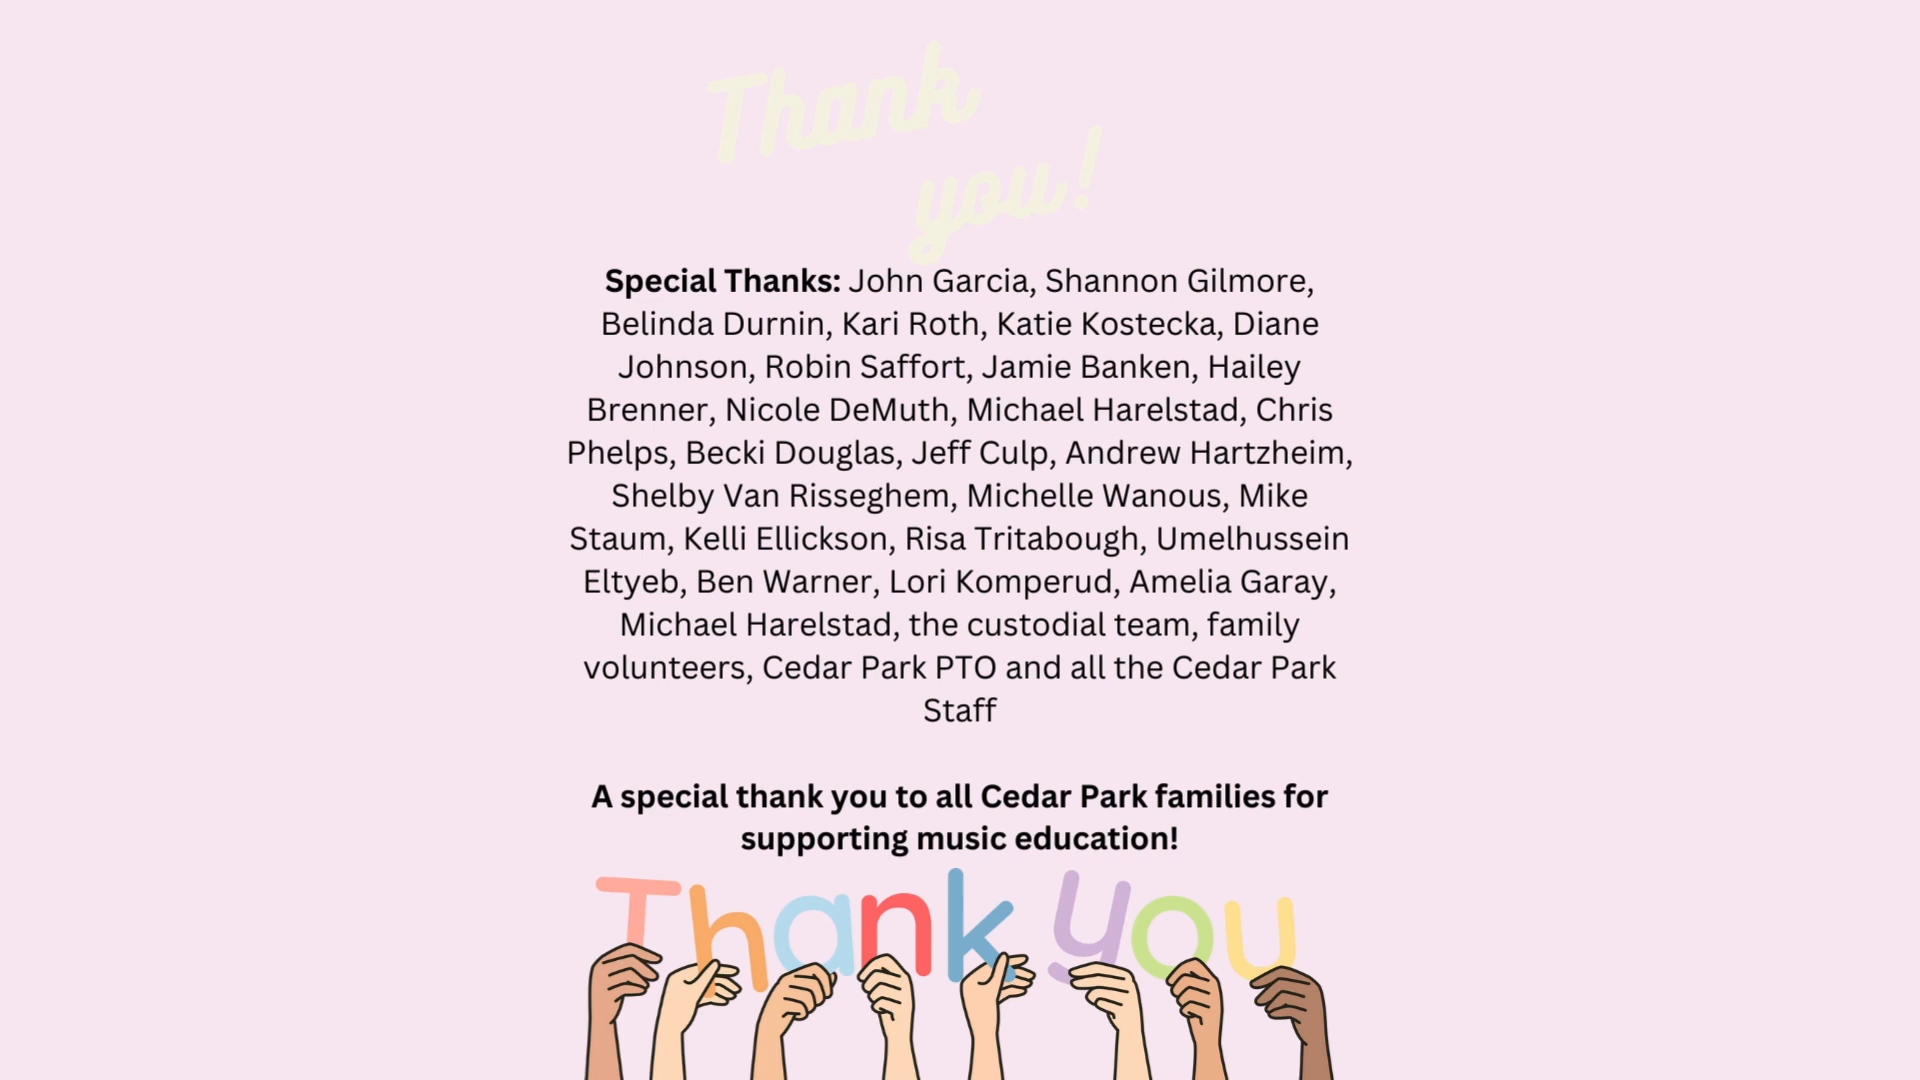 Thank
you!
Special Thanks: John Garcia, Shannon Gilmore,
Belinda Durnin, Kari Roth, Katie Kostecka, Diane
Johnson, Robin Saffort, Jamie Banken, Hailey
Brenner, Nicole DeMuth, Michael Harelstad, Chris
Phelps, Becki Douglas, Jeff Culp, Andrew Hartzheim,
Shelby Van Risseghem, Michelle Wanous, Mike
Staum, Kelli Ellickson, Risa Tritabough, Umelhussein
Eltyeb, Ben Warner, Lori Komperud, Amelia Garay,
Michael Harelstad, the custodial team, family
volunteers, Cedar Park PTO and all the Cedar Park
Staff
A special thank you to all Cedar Park families for
supporting music education!
Thank you